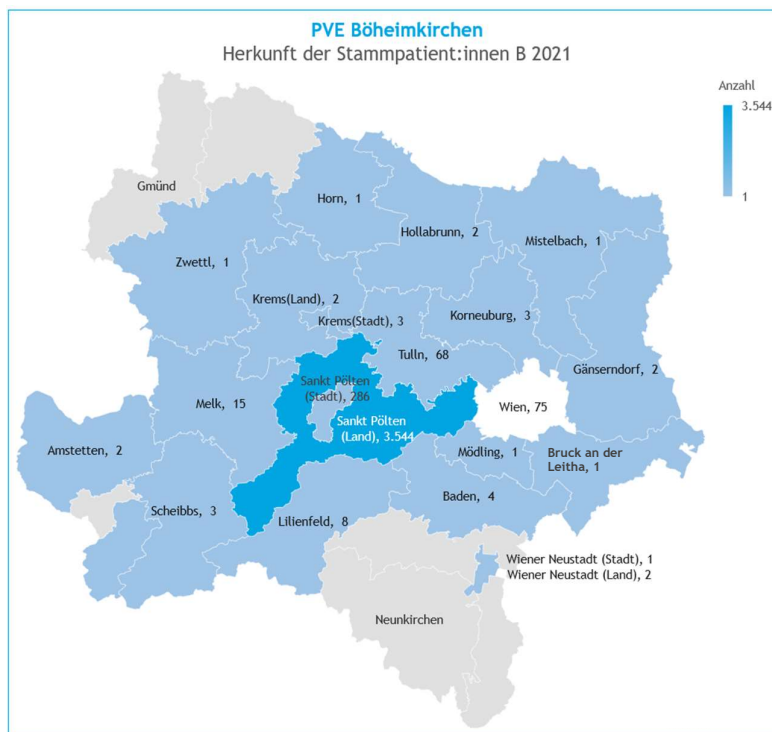 PVE Böheimkirchen
Herkunft der Stammpatient:innen B 2021
Anzahl
3.544
1
Gmünd
Horn, 1
Hollabrunn, 2
Mistelbach, 1
Zwettl, 1
Krems(Land), 2
Krems(Stadt), 3
Korneuburg, 3
Tulln, 68
Gänserndorf, 2
Sankt Pölten
(Stadt), 286
Melk, 15
Wien, 75
Sankt Pölten
(Land), 3.544
Amstetten, 2
Mödling, 1
Bruck an der
Leitha, 1
Baden, 4
Scheibbs, 3
Lilienfeld, 8
Wiener Neustadt (Stadt), 1
Wiener Neustadt (Land), 2
Neunkirchen